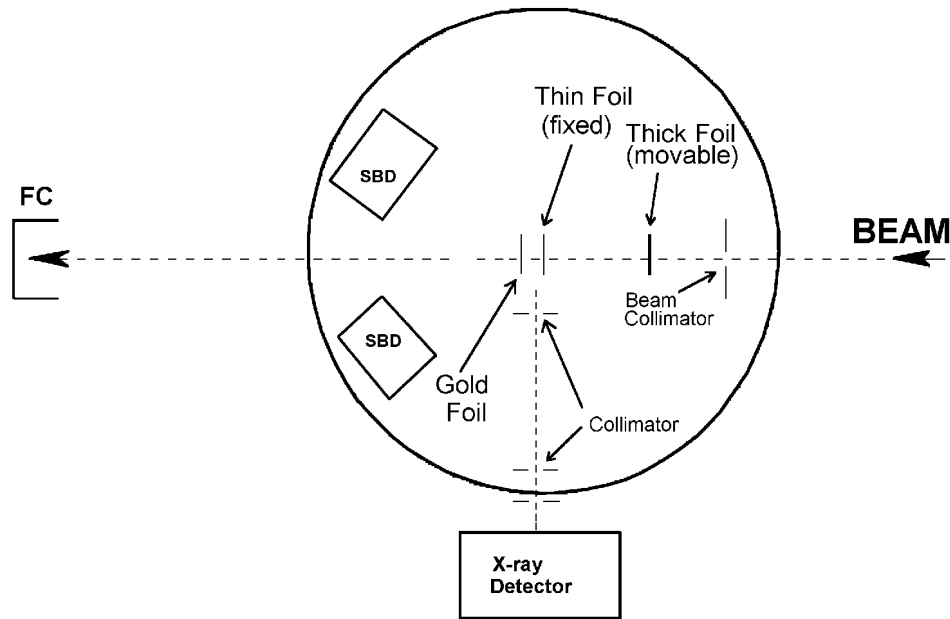 Thin Foil
(fixed)
Thick Foil
(movable)
SBD
FC
BEAM
Beam
Collimator
SBD
Gold
Foil
Collimator
X-ray
Detector